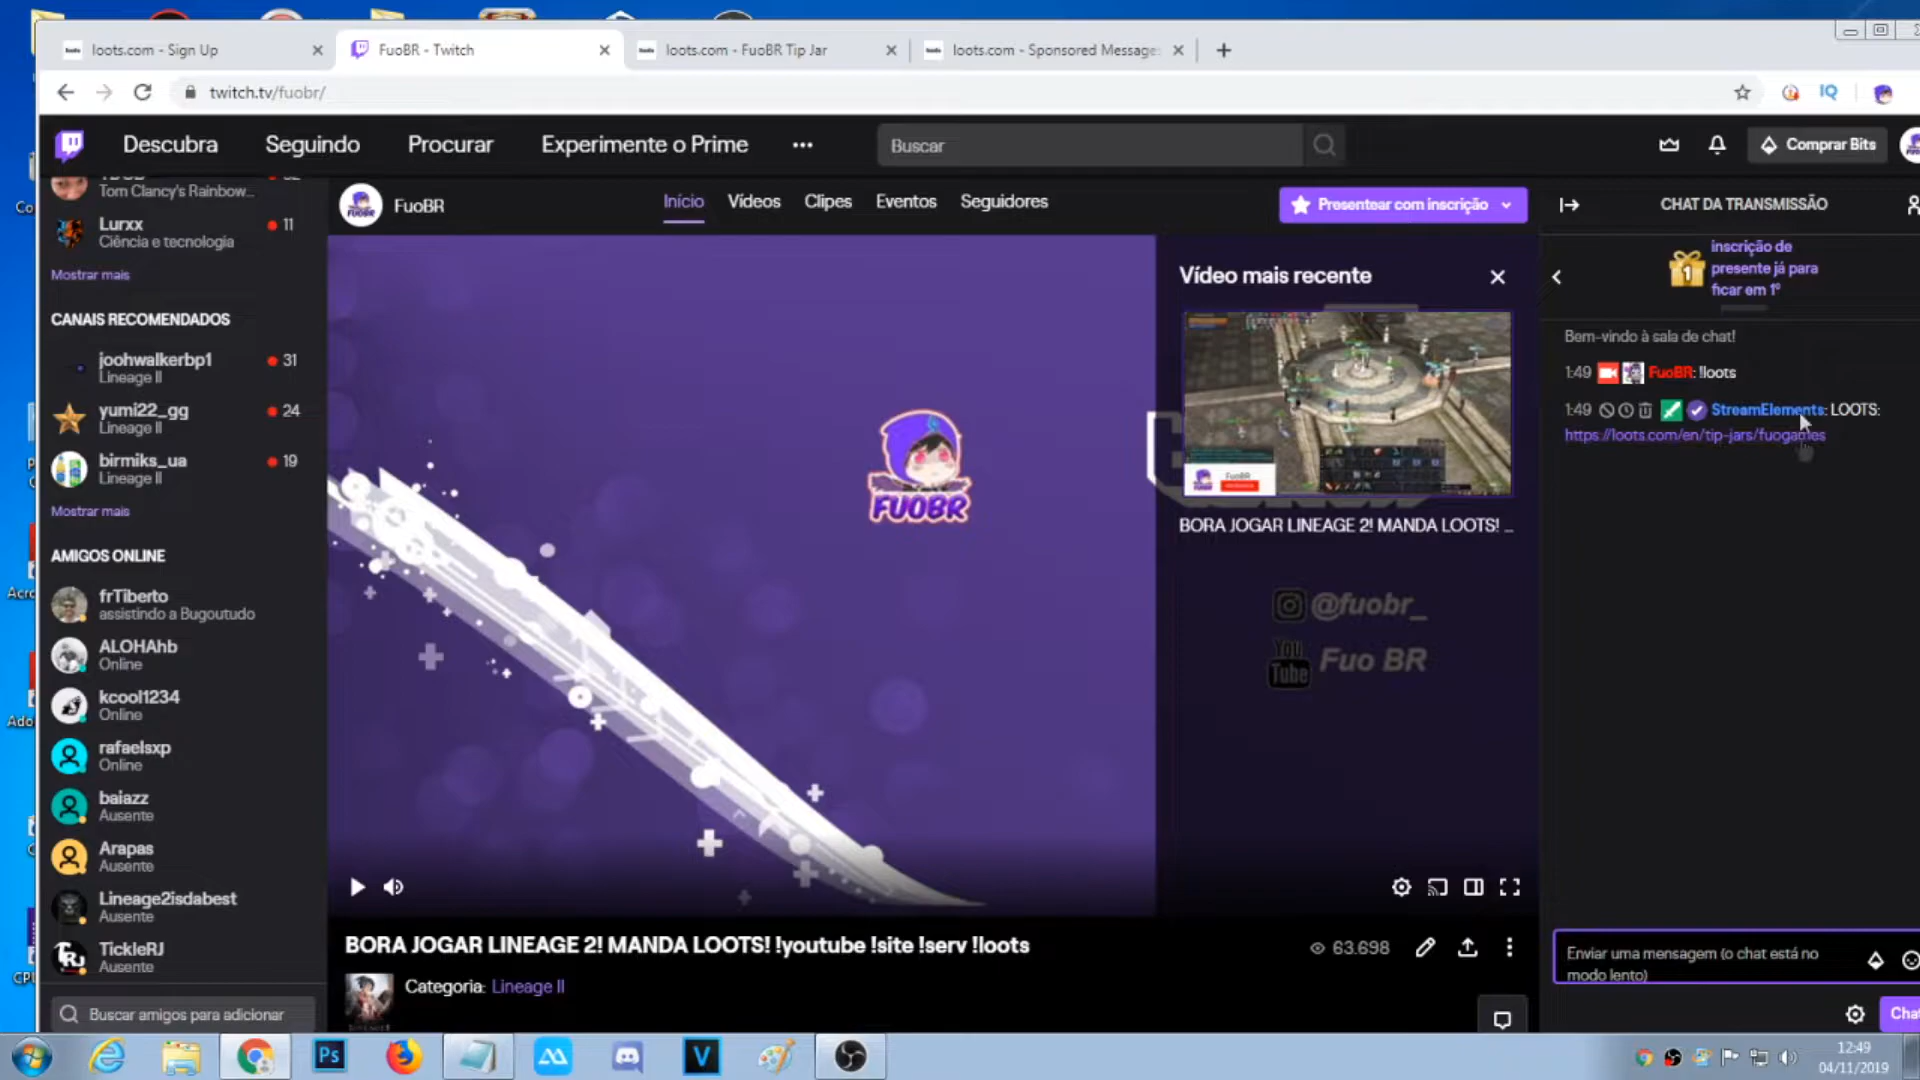 loots.com - Sign Up
FuoBR - Twitch
loots.com - FuoBR Tip Jar
loots.com - Sponsored Message
twitch.tv/fuobr/
IQ
Descubra
Seguindo
Procurar
Experimente o Prime
Buscar
Comprar Bits
Tom Clancy's Rainbow...
Lurxx
11
Ciência e tecnologia
Mostrar mais
CANAIS RECOMENDADOS
joohwalkerbp1
31
Lineage II
yumi22_gg
24
Lineage II
birmiks_ua
19
Lineage II
Mostrar mais
AMIGOS ONLINE
frTiberto
assistindo a Bugoutudo
ALOHAhb
Online
kcool1234
Online
rafaelsxp
Online
baiazz
Ausente
Arapas
Ausente
Lineage2isdabest
Ausente
TickleRJ
Ausente
Buscar amigos para adicionar
FuoBR
Início
Vídeos
Clipes
Eventos
Seguidores
Presentear com inscrição
FUOBR
Vídeo mais recente
FuoBR
BORA JOGAR LINEAGE 2! MANDA LOOTS! ...
@fuobr_
You Tube
Fuo BR
BORA JOGAR LINEAGE 2! MANDA LOOTS! !youtube !site !serv !loots
63.698
Categoria: Lineage II
CHAT DA TRANSMISSÃO
1
inscrição de
presente já para
ficar em 1º
Bem-vindo à sala de chat!
1:49 FuoBR: !loots
1:49 StreamElements: LOOTS:
https://loots.com/en/tip-jars/fuogames
Enviar uma mensagem (o chat está no
modo lento)
Chat
Ps
V
12:49
04/11/2019